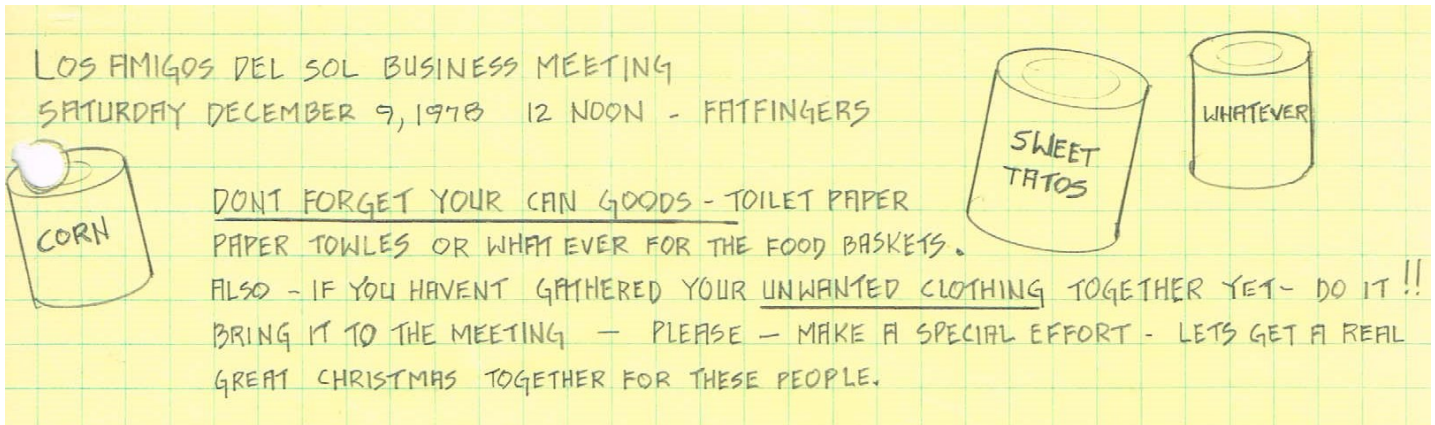 LOS AMIGOS DEL SOL BUSINESS MEETING
SATURDAY DECEMBER 9, 1978 12 NOON - FATFINGERS
CORN
SWEET
TATOS
WHATEVER
DONT FORGET YOUR CAN GOODS - TOILET PAPER
PAPER TOWLES OR WHAT EVER FOR THE FOOD BASKETS.
ALSO - IF YOU HAVENT GATHERED YOUR UNWANTED CLOTHING TOGETHER YET - DO IT!!
BRING IT TO THE MEETING — PLEASE — MAKE A SPECIAL EFFORT - LETS GET A REAL
GREAT CHRISTMAS TOGETHER FOR THESE PEOPLE.